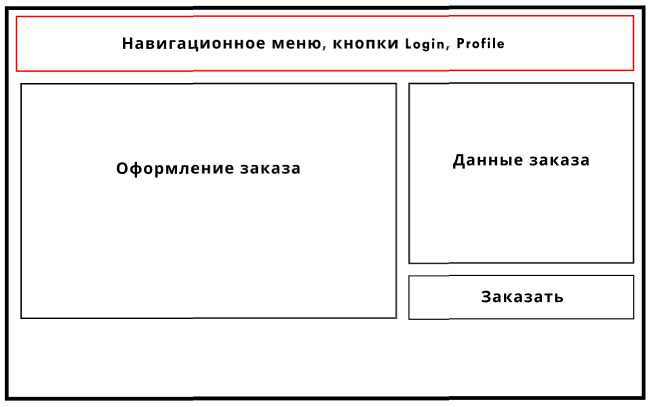 Навигационное меню, кнопки Login, Profile
Оформление заказа
Данные заказа
Заказать